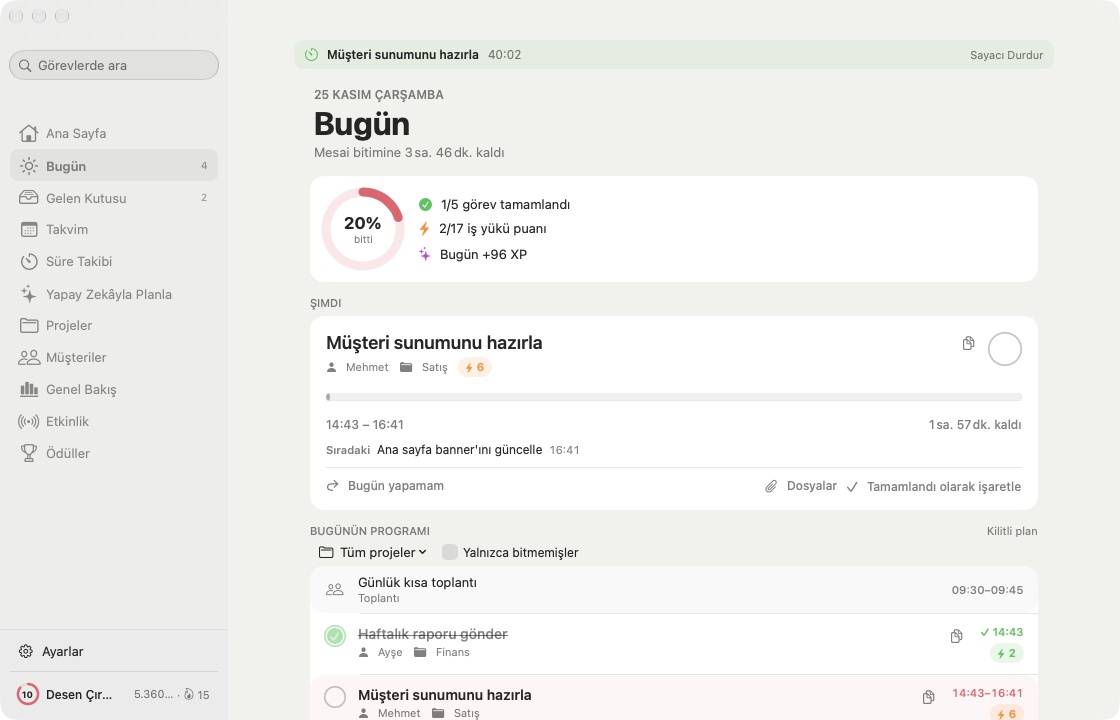 Görevlerde ara
Ana Sayfa
Bugün 4
Gelen Kutusu 2
Takvim
Süre Takibi
Yapay Zekâyla Planla
Projeler
Müşteriler
Genel Bakış
Etkinlik
Ödüller
Ayarlar
10 Desen Çır... 5.360... · 15
Müşteri sunumunu hazırla 40:02 Sayacı Durdur
25 KASIM ÇARŞAMBA
Bugün
Mesai bitimine 3 sa. 46 dk. kaldı
20%
bitti
1/5 görev tamamlandı
2/17 iş yükü puanı
Bugün +96 XP
ŞIMDI
Müşteri sunumunu hazırla
Mehmet Satış 6
14:43 – 16:41 1 sa. 57 dk. kaldı
Sıradaki Ana sayfa banner'ını güncelle 16:41
Bugün yapamam Dosyalar Tamamlandı olarak işaretle
BUGÜNÜN PROGRAMI Kilitli plan
Tüm projeler Yalnızca bitmemişler
Günlük kısa toplantı 09:30–09:45
Toplantı
Haftalık raporu gönder 14:43
Ayşe Finans 2
Müşteri sunumunu hazırla 14:43–16:41
Mehmet Satış 6